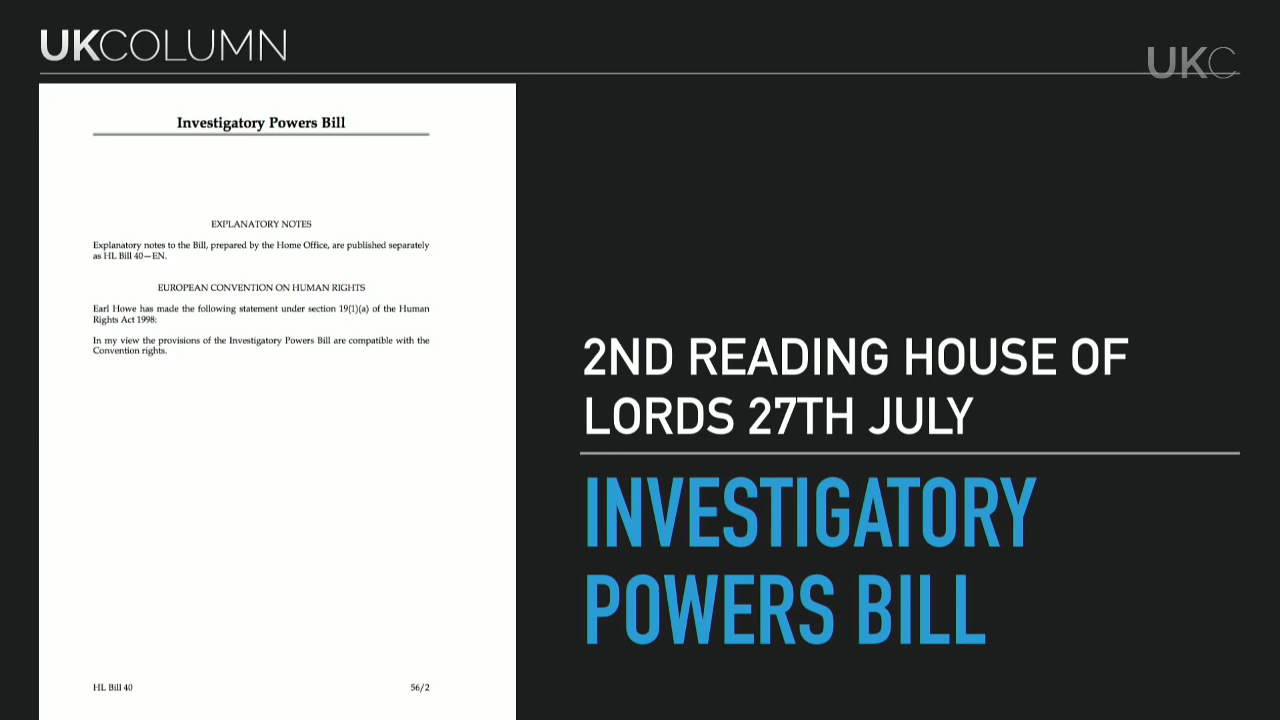 UKCOLUMN
UKC
Investigatory Powers Bill
EXPLANATORY NOTES
Explanatory notes to the Bill, prepared by the Home Office, are published separately
as HL Bill 40—EN.
EUROPEAN CONVENTION ON HUMAN RIGHTS
Earl Howe has made the following statement under section 19(1)(a) of the Human
Rights Act 1998:
In my view the provisions of the Investigatory Powers Bill are compatible with the
Convention rights.
HL Bill 40
56/2
2ND READING HOUSE OF
LORDS 27TH JULY
INVESTIGATORY
POWERS BILL